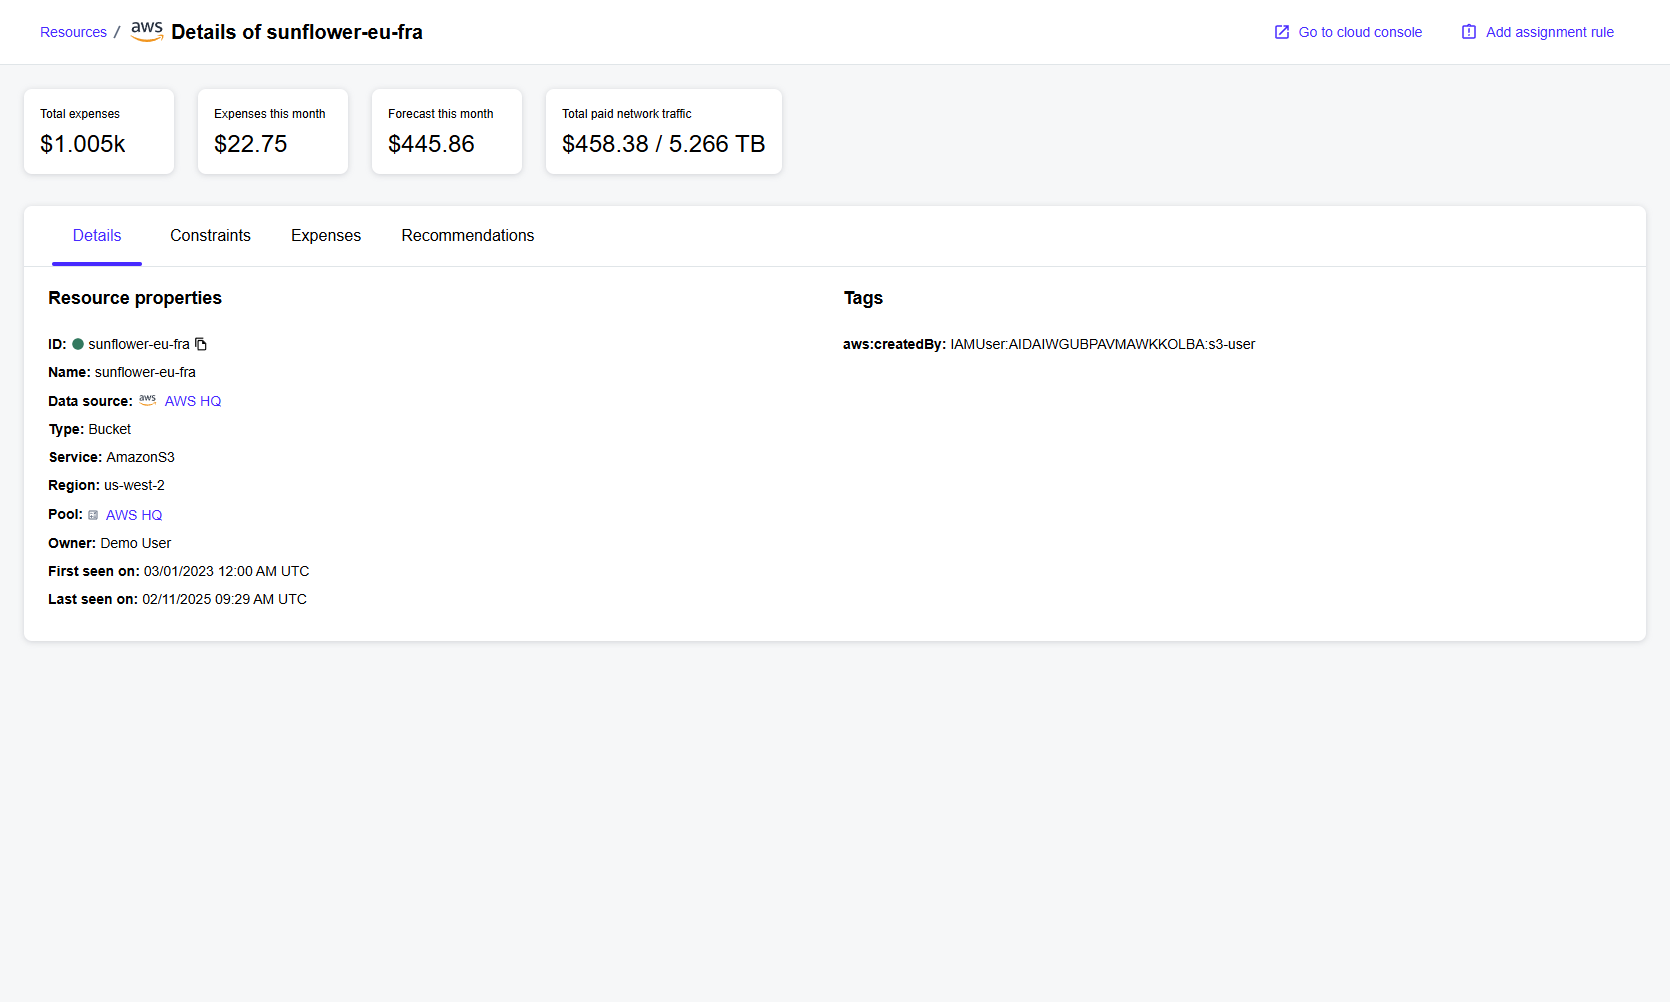 Resources / aws Details of sunflower-eu-fra
Go to cloud console
Add assignment rule
Total expenses
$1.005k
Expenses this month
$22.75
Forecast this month
$445.86
Total paid network traffic
$458.38 / 5.266 TB
Details
Constraints
Expenses
Recommendations
Resource properties
ID: sunflower-eu-fra
Name: sunflower-eu-fra
Data source: aws AWS HQ
Type: Bucket
Service: AmazonS3
Region: us-west-2
Pool: AWS HQ
Owner: Demo User
First seen on: 03/01/2023 12:00 AM UTC
Last seen on: 02/11/2025 09:29 AM UTC
Tags
aws:createdBy: IAMUser:AIDAIWGUBPAVMAWKKOLBA:s3-user